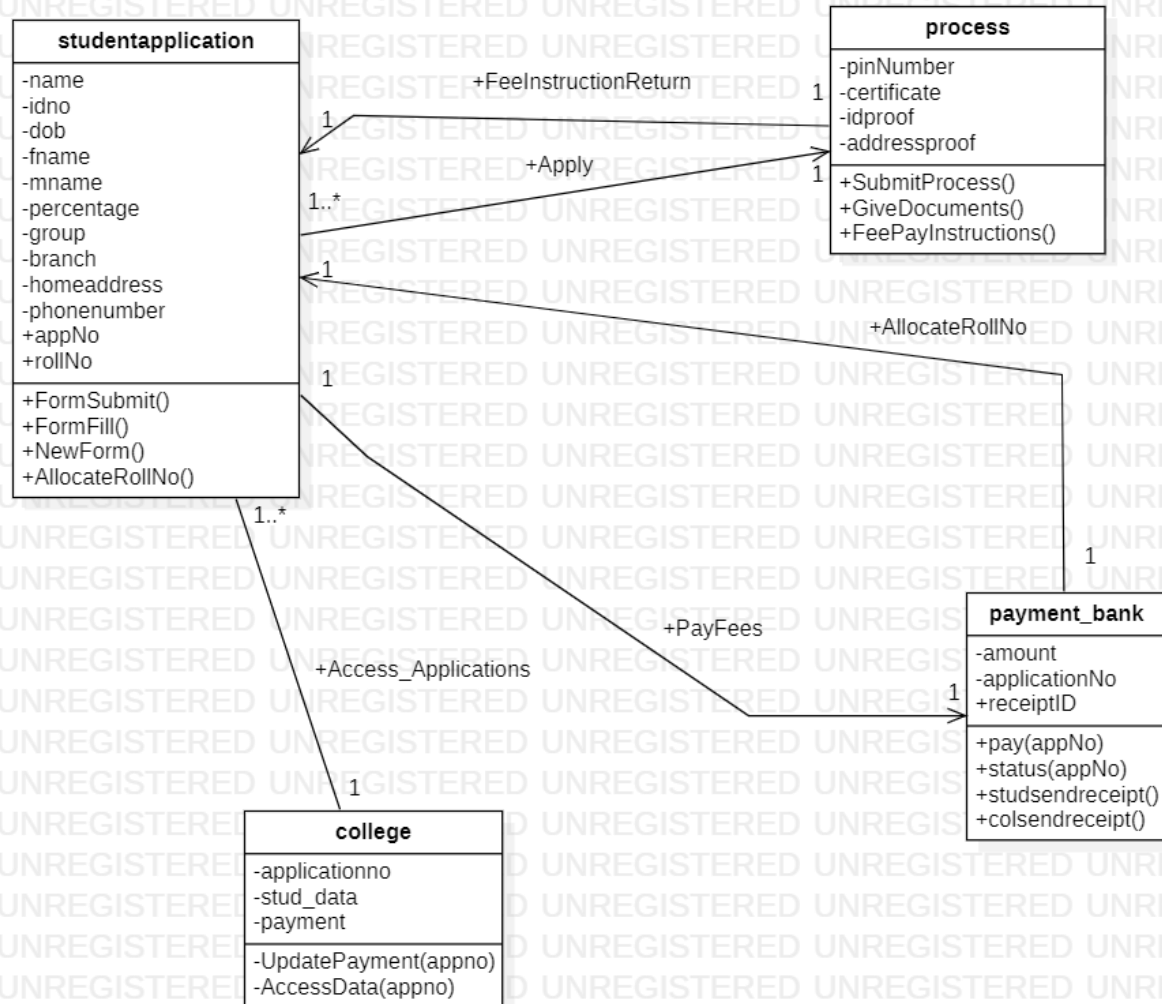 studentapplication
-name
-idno
-dob
-fname
-mname
-percentage
-group
-branch
-homeaddress
-phonenumber
+appNo
+rollNo
+FormSubmit()
+FormFill()
+NewForm()
+AllocateRollNo()
+FeeInstructionReturn
1
1
+Apply
1..*
1
process
-pinNumber
-certificate
-idproof
-addressproof
+SubmitProcess()
+GiveDocuments()
+FeePayInstructions()
1
+AllocateRollNo
1
1
+PayFees
1
payment_bank
-amount
-applicationNo
+receiptID
+pay(appNo)
+status(appNo)
+studsendreceipt()
+colsendreceipt()
1..*
+Access_Applications
1
college
-applicationno
-stud_data
-payment
-UpdatePayment(appno)
-AccessData(appno)
UNREGISTERED